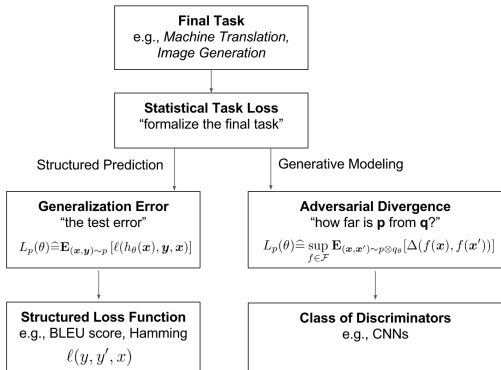 Final Task
e.g., Machine Translation,
Image Generation
Statistical Task Loss
“formalize the final task”
Structured Prediction
Generative Modeling
Generalization Error
“the test error”
L_p(θ)≙E_{(x,y)∼p} [ℓ(h_θ(x), y, x)]
Adversarial Divergence
“how far is p from q?”
L_p(θ)≙ sup_{f∈F} E_{(x,x′)∼p⊗q_θ}[Δ(f(x), f(x′))]
Structured Loss Function
e.g., BLEU score, Hamming
ℓ(y, y′, x)
Class of Discriminators
e.g., CNNs